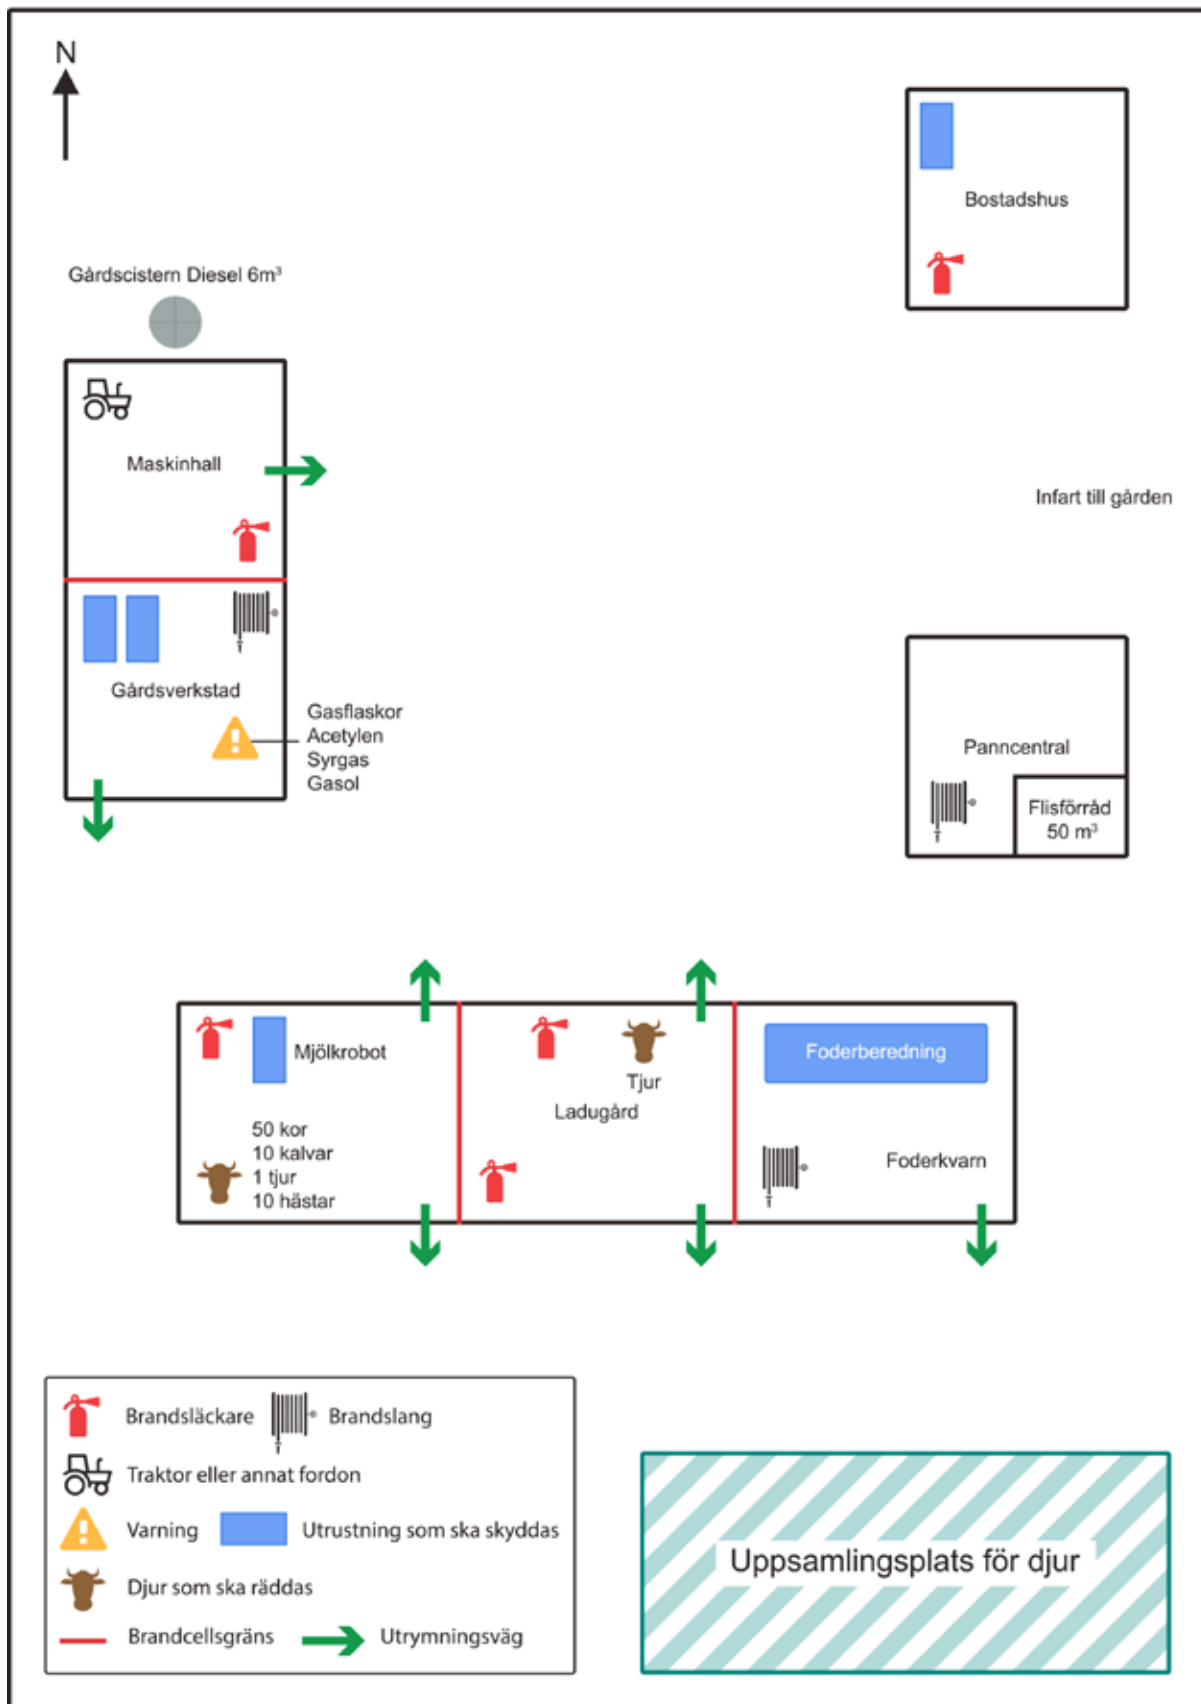 N
Bostadshus
Gårdscistern Diesel 6m³
Maskinhall
Infart till gården
Gårdsverkstad
Gasflaskor
Acetylen
Syrgas
Gasol
Panncentral
Flisförråd
50 m³
Mjölkrobot
50 kor
10 kalvar
1 tjur
10 hästar
Tjur
Ladugård
Foderberedning
Foderkvarn
Brandsläckare
Brandslang
Traktor eller annat fordon
Varning
Utrustning som ska skyddas
Djur som ska räddas
Brandcellsgräns
Utrymningsväg
Uppsamlingsplats för djur